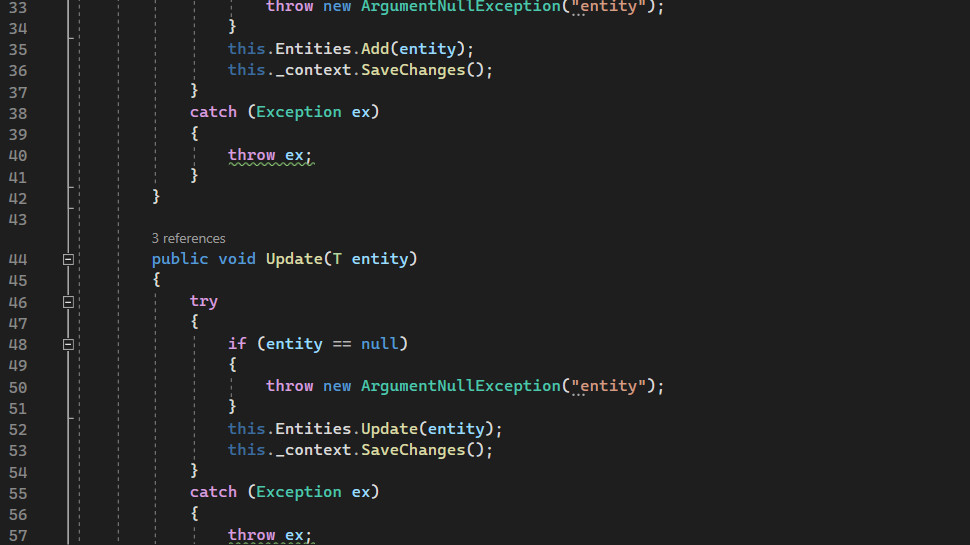 33 throw new ArgumentNullException("entity");
34 }
35 this.Entities.Add(entity);
36 this._context.SaveChanges();
37 }
38 catch (Exception ex)
39 {
40 throw ex;
41 }
42 }
43
3 references
44 public void Update(T entity)
45 {
46 try
47 {
48 if (entity == null)
49 {
50 throw new ArgumentNullException("entity");
51 }
52 this.Entities.Update(entity);
53 this._context.SaveChanges();
54 }
55 catch (Exception ex)
56 {
57 throw ex;